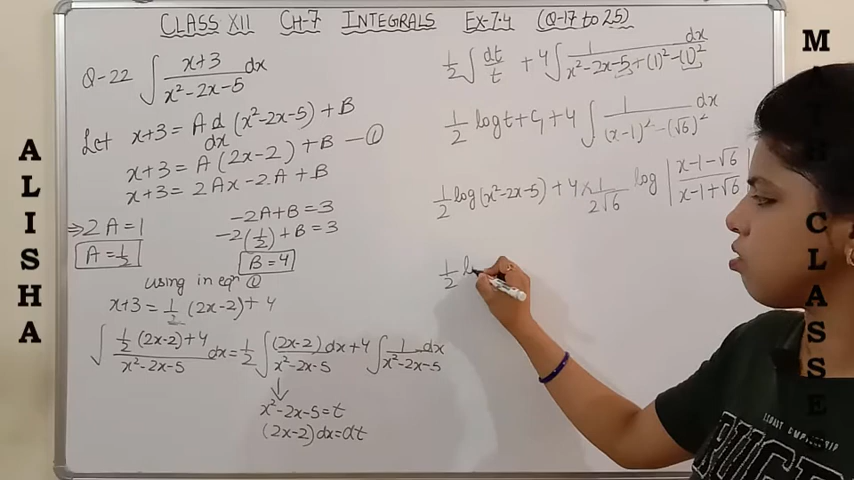 CLASS XII CH-7 INTEGRALS EX-7.4 (Q-17 to 25)
Q-22 ∫ x+3 / x²-2x-5 dx
Let x+3 = A d/dx (x²-2x-5) + B
x+3 = A(2x-2) + B —①
x+3 = 2Ax - 2A + B
⇒ 2A = 1
A = 1/2
-2A + B = 3
-2(1/2) + B = 3
B = 4
using in eqn ①
x+3 = 1/2 (2x-2) + 4
∫ 1/2 (2x-2) + 4 / x²-2x-5 dx = 1/2 ∫ (2x-2) / x²-2x-5 dx + 4 ∫ 1 / x²-2x-5 dx
↓
x²-2x-5 = t
(2x-2) dx = dt
1/2 ∫ dt/t + 4 ∫ 1 / x²-2x-5+(1)²-(1)² dx
1/2 log t + C₁ + 4 ∫ 1 / (x-1)² - (√6)² dx
1/2 log (x²-2x-5) + 4 × 1/2√6 log | x-1-√6 / x-1+√6 |
1/2 lo
ALISHA
MATH CLASSES